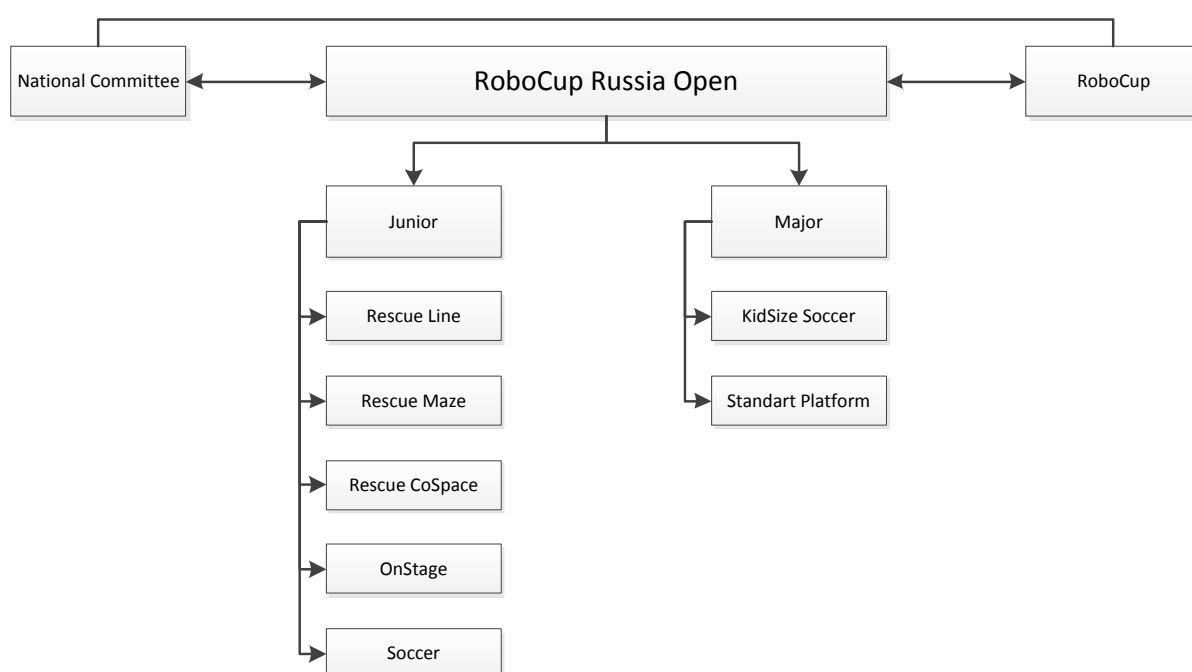 National Committee
RoboCup Russia Open
RoboCup
Junior
Major
Rescue Line
KidSize Soccer
Rescue Maze
Standart Platform
Rescue CoSpace
OnStage
Soccer